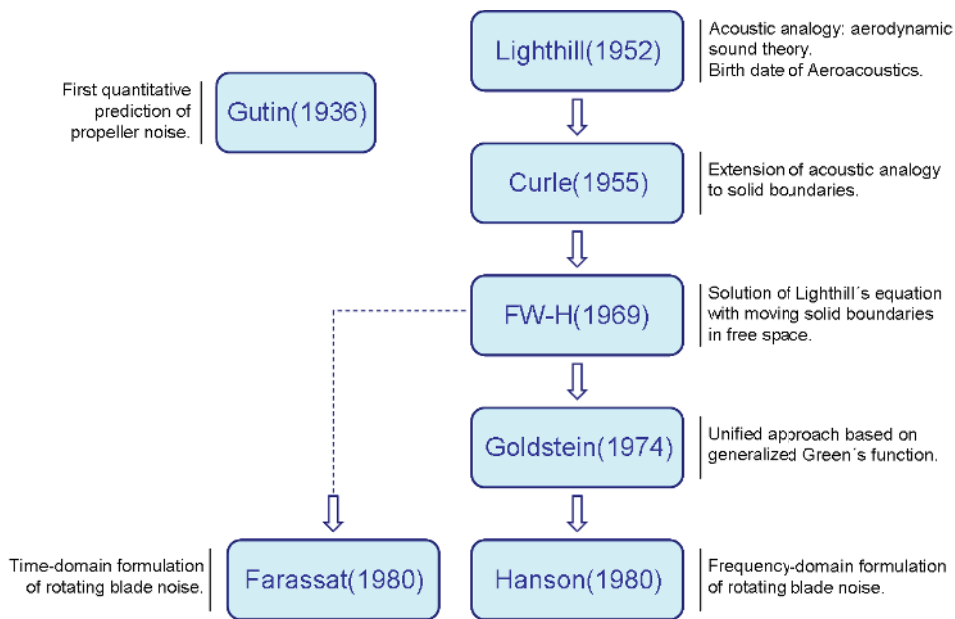 Lighthill(1952)
Acoustic analogy: aerodynamic
sound theory.
Birth date of Aeroacoustics.
First quantitative
prediction of
propeller noise.
Gutin(1936)
Curle(1955)
Extension of acoustic analogy
to solid boundaries.
FW-H(1969)
Solution of Lighthill´s equation
with moving solid boundaries
in free space.
Goldstein(1974)
Unified approach based on
generalized Green´s function.
Time-domain formulation
of rotating blade noise.
Farassat(1980)
Hanson(1980)
Frequency-domain formulation
of rotating blade noise.